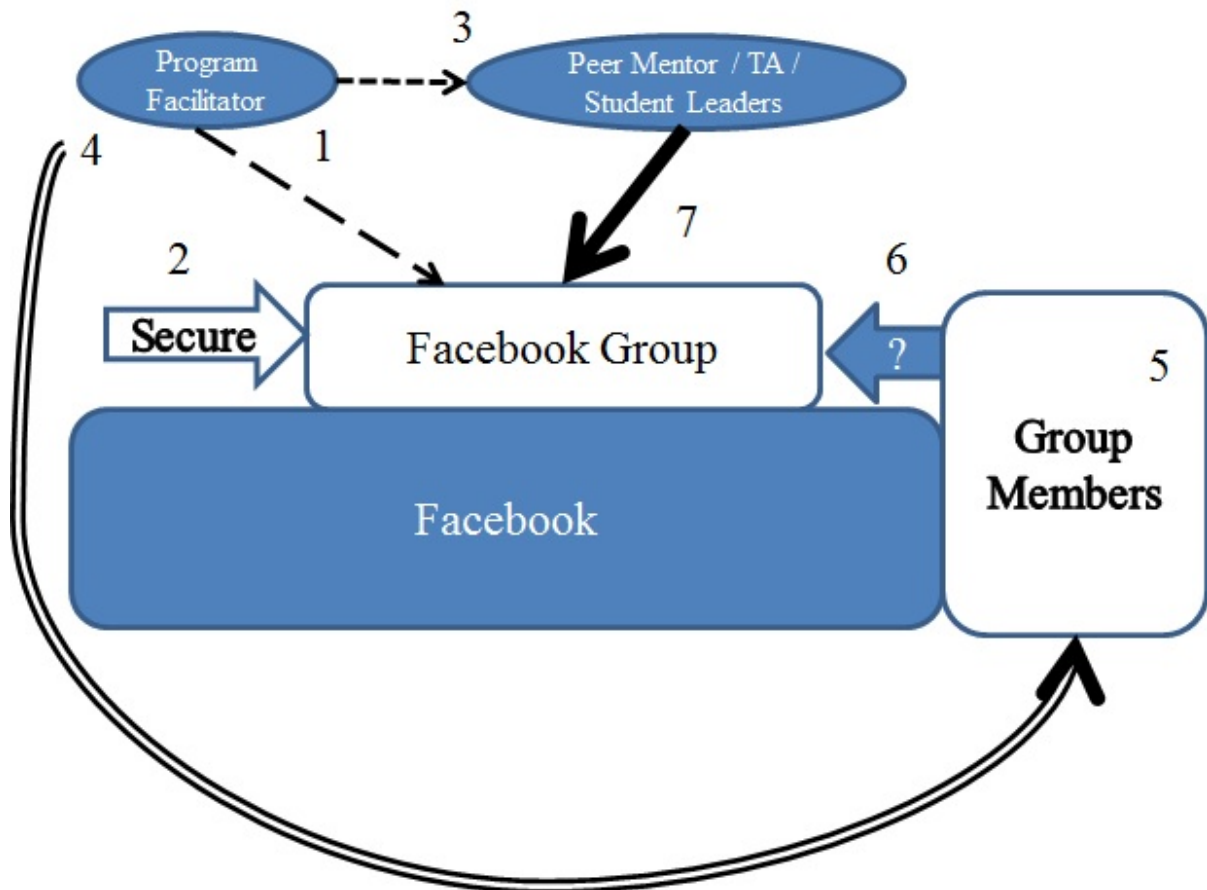 3
Program
Facilitator
Peer Mentor / TA /
Student Leaders
4
1
7
2
6
Secure
Facebook Group
?
5
Group
Members
Facebook